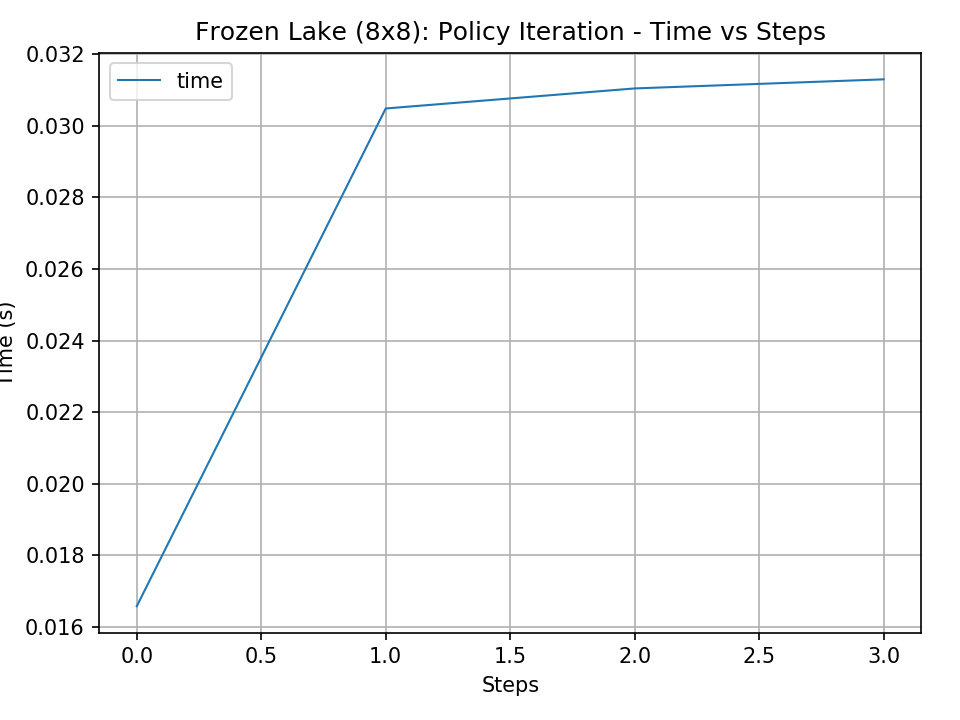 Frozen Lake (8x8): Policy Iteration - Time vs Steps
time
0.032
0.030
0.028
0.026
0.024
0.022
0.020
0.018
0.016
Time (s)
0.0 0.5 1.0 1.5 2.0 2.5 3.0
Steps